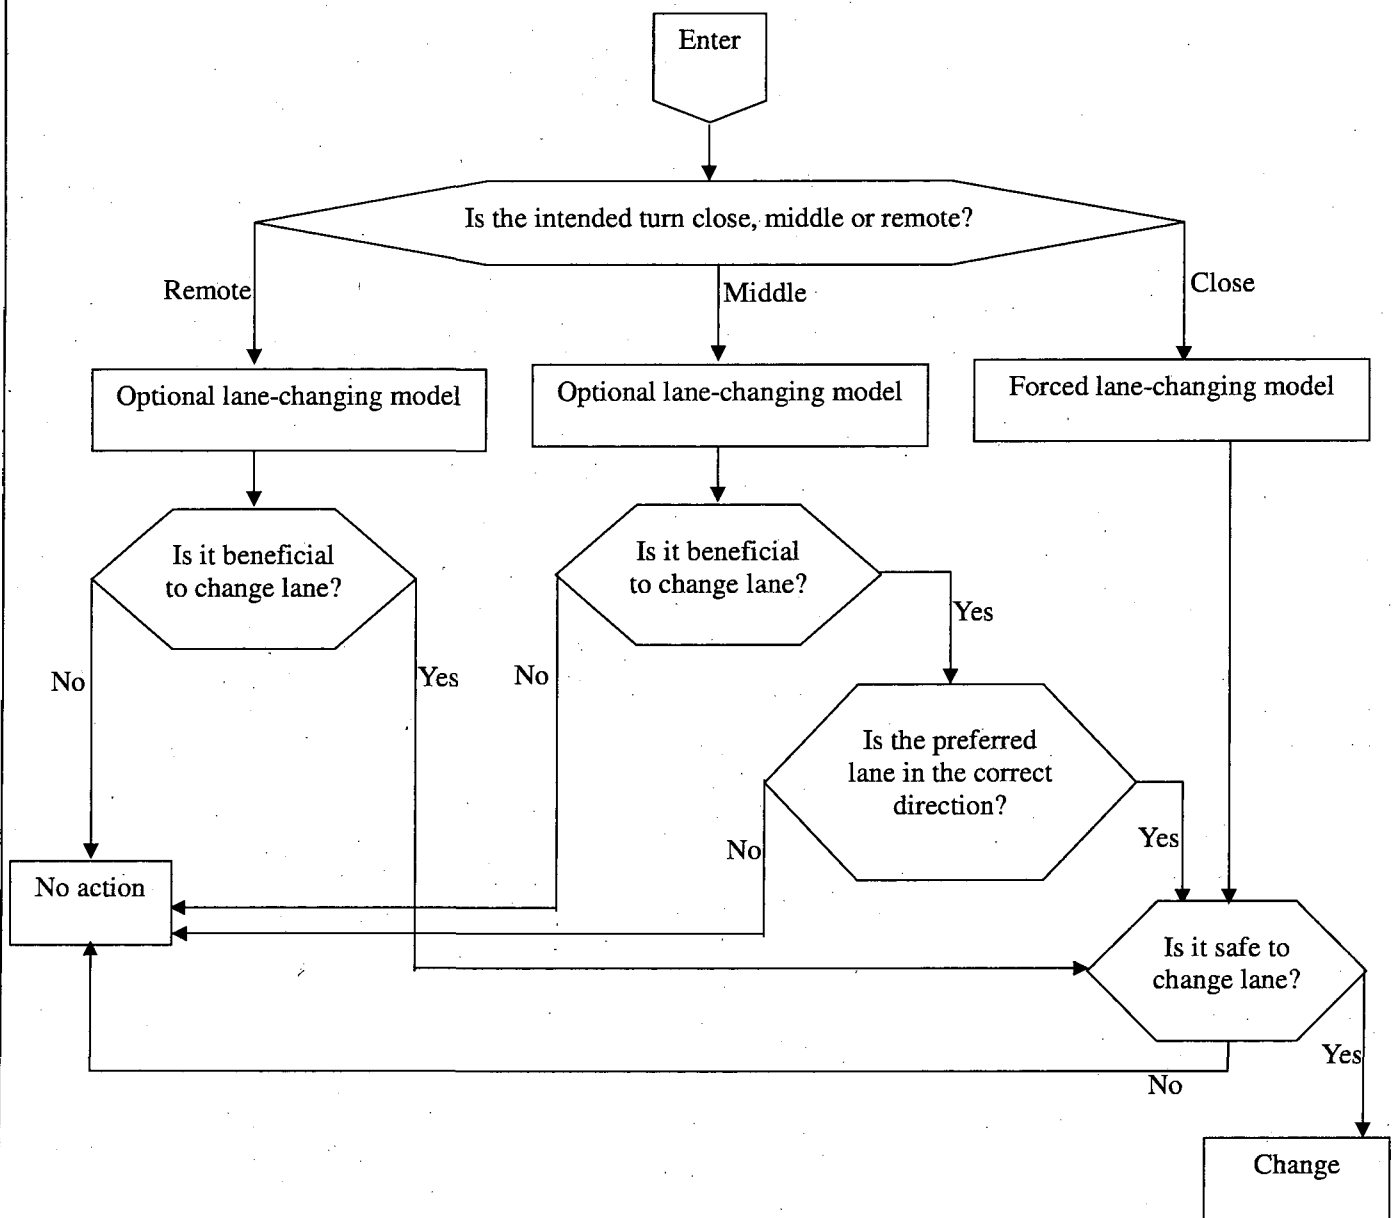 Enter
Is the intended turn close, middle or remote?
Remote
Middle
Close
Optional lane-changing model
Optional lane-changing model
Forced lane-changing model
Is it beneficial
to change lane?
Is it beneficial
to change lane?
Yes
No
Yes
No
Is the preferred
lane in the correct
direction?
No
Yes
No action
Is it safe to
change lane?
Yes
No
Change